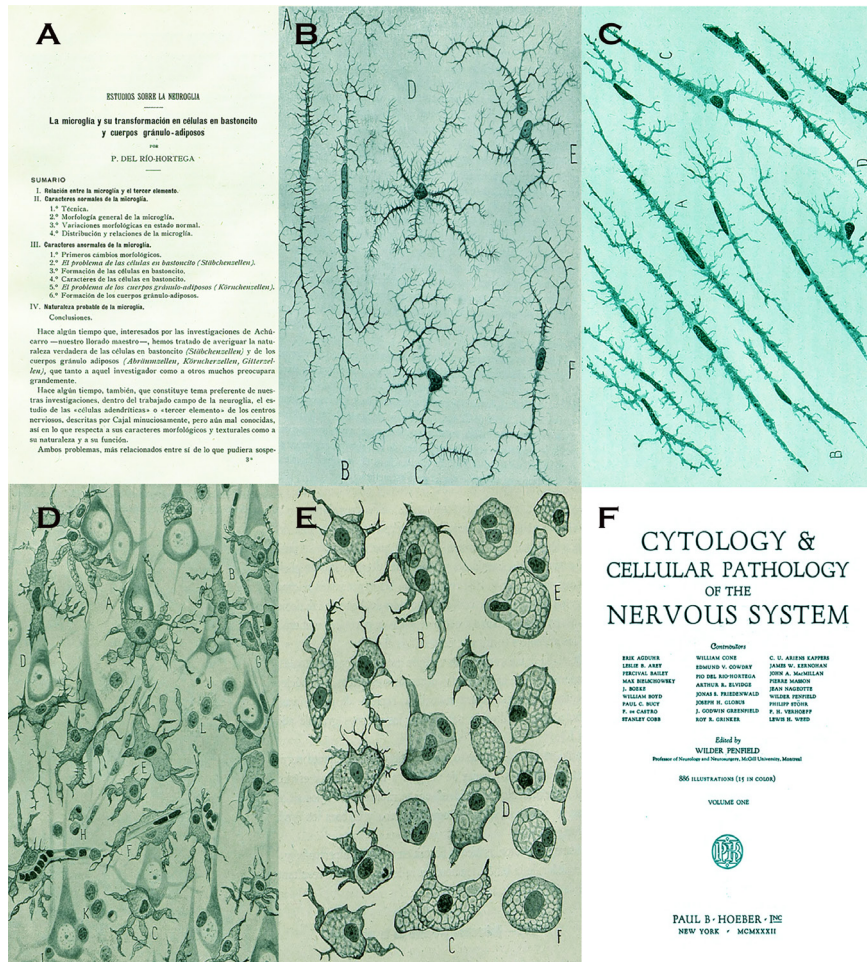 A
ESTUDIOS SOBRE LA NEUROGLIA
La microglía y su transformación en células en bastoncito
y cuerpos gránulo-adiposos
POR
P. DEL RÍO-HORTEGA
SUMARIO
I. Relación entre la microglía y el tercer elemento.
II. Caracteres normales de la microglía.
1.º Técnica.
2.º Morfología general de la microglía.
3.º Variaciones morfológicas en estado normal.
4.º Distribución y relaciones de la microglía.
III. Caracteres anormales de la microglía.
1.º Primeros cambios morfológicos.
2.º El problema de las células en bastoncito (Stäbchenzellen).
3.º Formación de las células en bastoncito.
4.º Caracteres de las células en bastoncito.
5.º El problema de los cuerpos gránulo-adiposos (Körnchenzellen).
6.º Formación de los cuerpos gránulo-adiposos.
IV. Naturaleza probable de la microglía.
Conclusiones.
Hace algún tiempo que, interesados por las investigaciones de Achú-
carro —nuestro llorado maestro—, hemos tratado de averiguar la natu-
raleza verdadera de las células en bastoncito (Stäbchenzellen) y de los
cuerpos gránulo adiposos (Abräumzellen, Körncherzellen, Gitterzel-
len), que tanto a aquel investigador como a otros muchos preocupara
grandemente.
Hace algún tiempo, también, que constituye tema preferente de nues-
tras investigaciones, dentro del trabajado campo de la neuroglia, el es-
tudio de las «células adendríticas» o «tercer elemento» de los centros
nerviosos, descritas por Cajal minuciosamente, pero aún mal conocidas,
así en lo que respecta a sus caracteres morfológicos y texturales como a
su naturaleza y a su función.
Ambos problemas, más relacionados entre sí de lo que pudiera sospe-
3*
B
A
D
E
F
B
C
C
C
D
A
B
D
A
B
D
G
L
E
H
F
K
C
I
E
A
B
E
D
C
F
F
CYTOLOGY &
CELLULAR PATHOLOGY
OF THE
NERVOUS SYSTEM
Contributors
ERIK AGDUHR
LESLIE B. AREY
PERCIVAL BAILEY
MAX BIELSCHOWSKY
J. BOEKE
WILLIAM BOYD
PAUL C. BUCY
F. DE CASTRO
STANLEY COBB
WILLIAM CONE
EDMUND V. COWDRY
PIO DEL RIO-HORTEGA
ARTHUR R. ELVIDGE
JONAS S. FRIEDENWALD
JOSEPH H. GLOBUS
J. GODWIN GREENFIELD
ROY R. GRINKER
C. U. ARIENS KAPPERS
JAMES W. KERNOHAN
JOHN A. MacMILLAN
PIERRE MASSON
JEAN NAGEOTTE
WILDER PENFIELD
PHILIPP STÖHR
F. H. VERHOEFF
LEWIS H. WEED
Edited by
WILDER PENFIELD
Professor of Neurology and Neurosurgery, McGill University, Montreal
886 ILLUSTRATIONS (15 IN COLOR)
VOLUME ONE
PAUL B · HOEBER · INC
NEW YORK · MCMXXXII